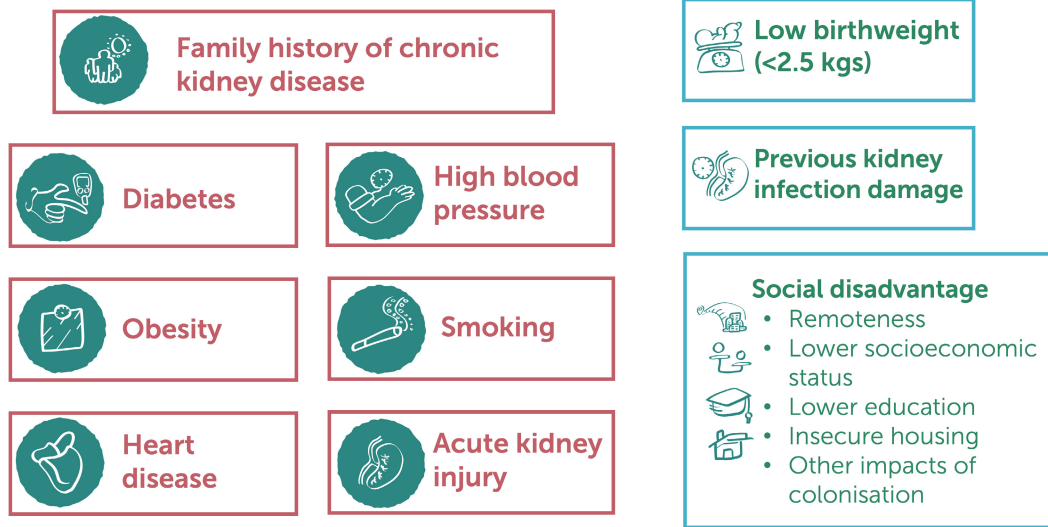 Family history of chronic
kidney disease
Diabetes
High blood
pressure
Obesity
Smoking
Heart
disease
Acute kidney
injury
Low birthweight
(<2.5 kgs)
Previous kidney
infection damage
Social disadvantage
• Remoteness
• Lower socioeconomic
status
• Lower education
• Insecure housing
• Other impacts of
colonisation